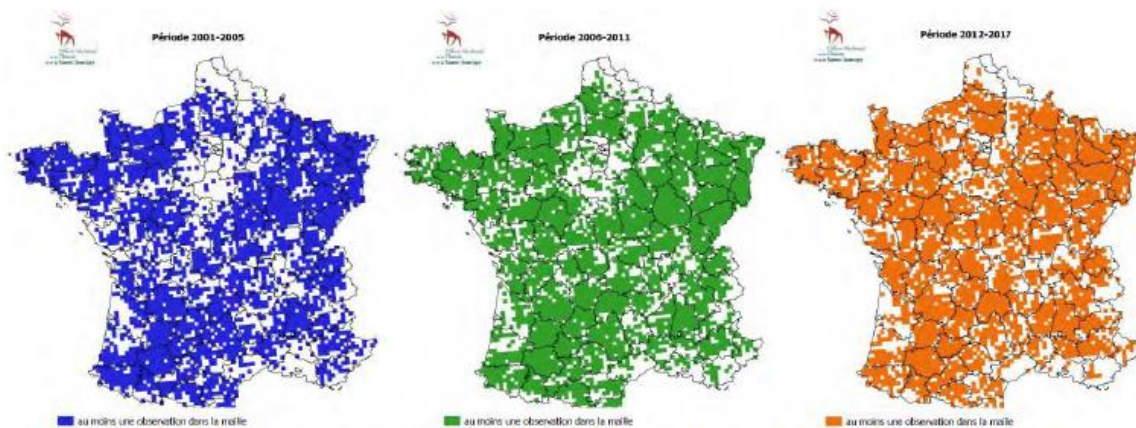 Période 2001-2005
Période 2006-2011
Période 2012-2017
au moins une observation dans la maille
au moins une observation dans la maille
au moins une observation dans la maille